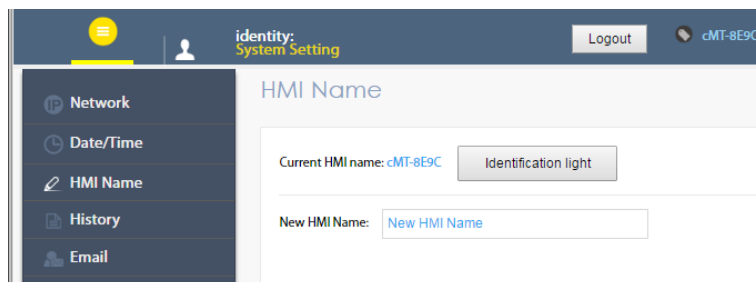 identity:
System Setting
Logout
cMT-8E9C
Network
Date/Time
HMI Name
History
Email
HMI Name
Current HMI name: cMT-8E9C
Identification light
New HMI Name:
New HMI Name